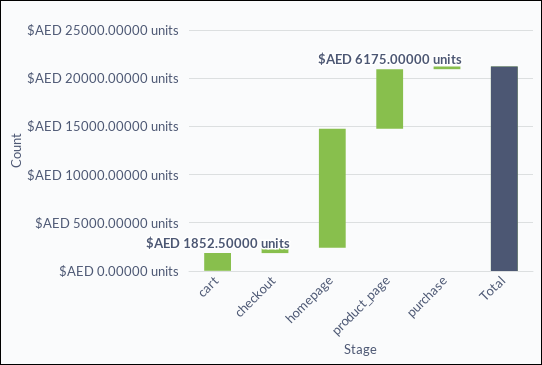 $AED 25000.00000 units
$AED 6175.00000 units
$AED 20000.00000 units
$AED 15000.00000 units
Count
$AED 10000.00000 units
$AED 5000.00000 units
$AED 1852.50000 units
$AED 0.00000 units
cart
checkout
homepage
product_page
purchase
Total
Stage